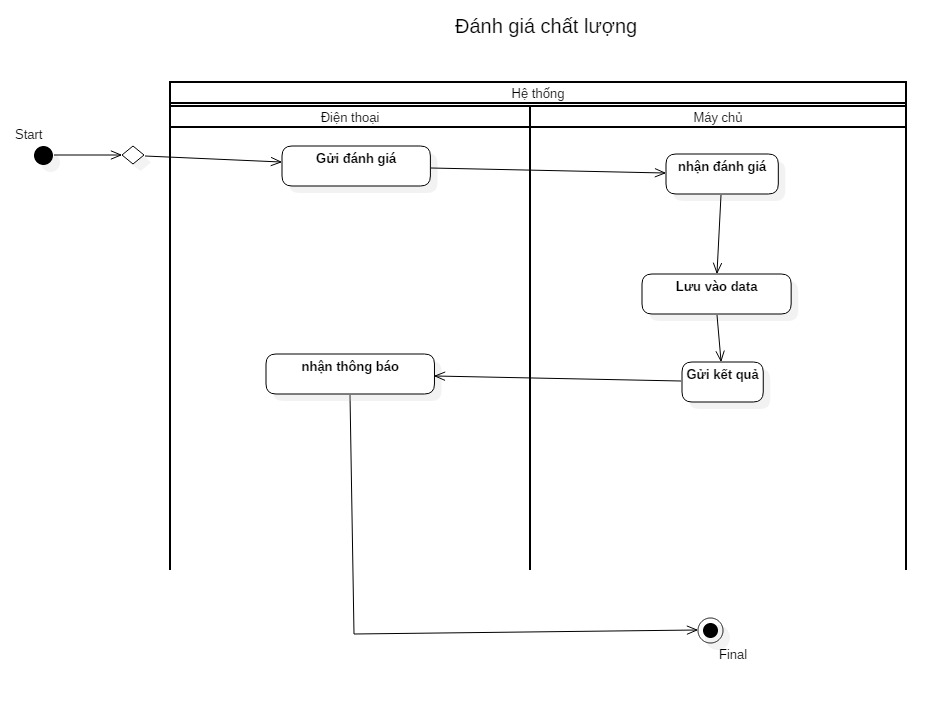 Đánh giá chất lượng
Hệ thống
Điện thoại
Máy chủ
Start
Gửi đánh giá
nhận đánh giá
Lưu vào data
nhận thông báo
Gửi kết quả
Final